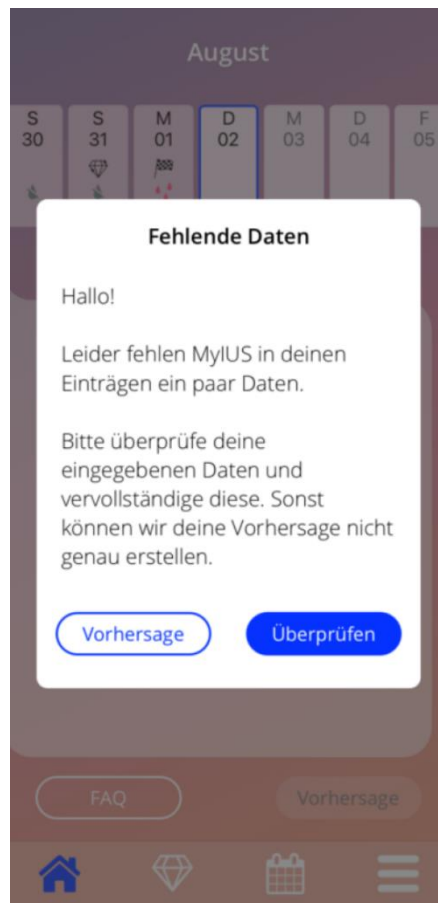 August
S S M D M D F
30 31 01 02 03 04 05
Fehlende Daten
Hallo!
Leider fehlen MyIUS in deinen
Einträgen ein paar Daten.
Bitte überprüfe deine
eingegebenen Daten und
vervollständige diese. Sonst
können wir deine Vorhersage nicht
genau erstellen.
Vorhersage Überprüfen
FAQ Vorhersage